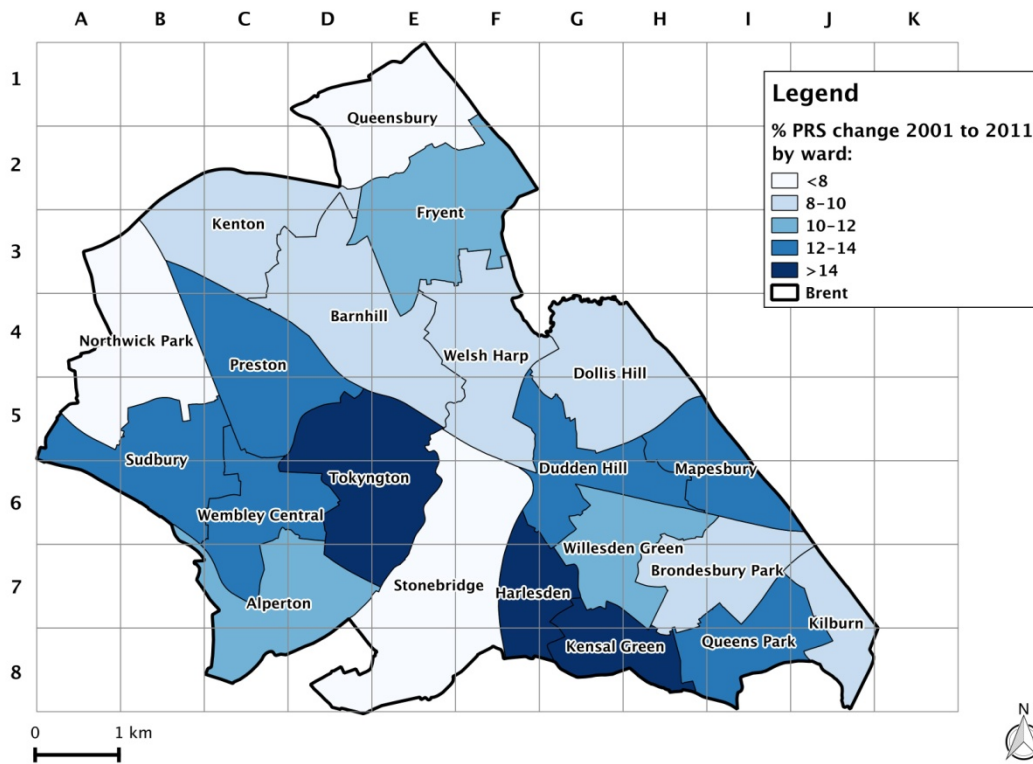 A B C D E F G H I J K
1
2
3
4
5
6
7
8
Queensbury
Fryent
Kenton
Barnhill
Northwick Park
Preston
Welsh Harp
Dollis Hill
Sudbury
Tokyngton
Dudden Hill
Mapesbury
Wembley Central
Willesden Green
Brondesbury Park
Stonebridge
Harlesden
Alperton
Kilburn
Kensal Green
Queens Park
Legend
% PRS change 2001 to 2011
by ward:
<8
8-10
10-12
12-14
>14
Brent
0 1 km
N